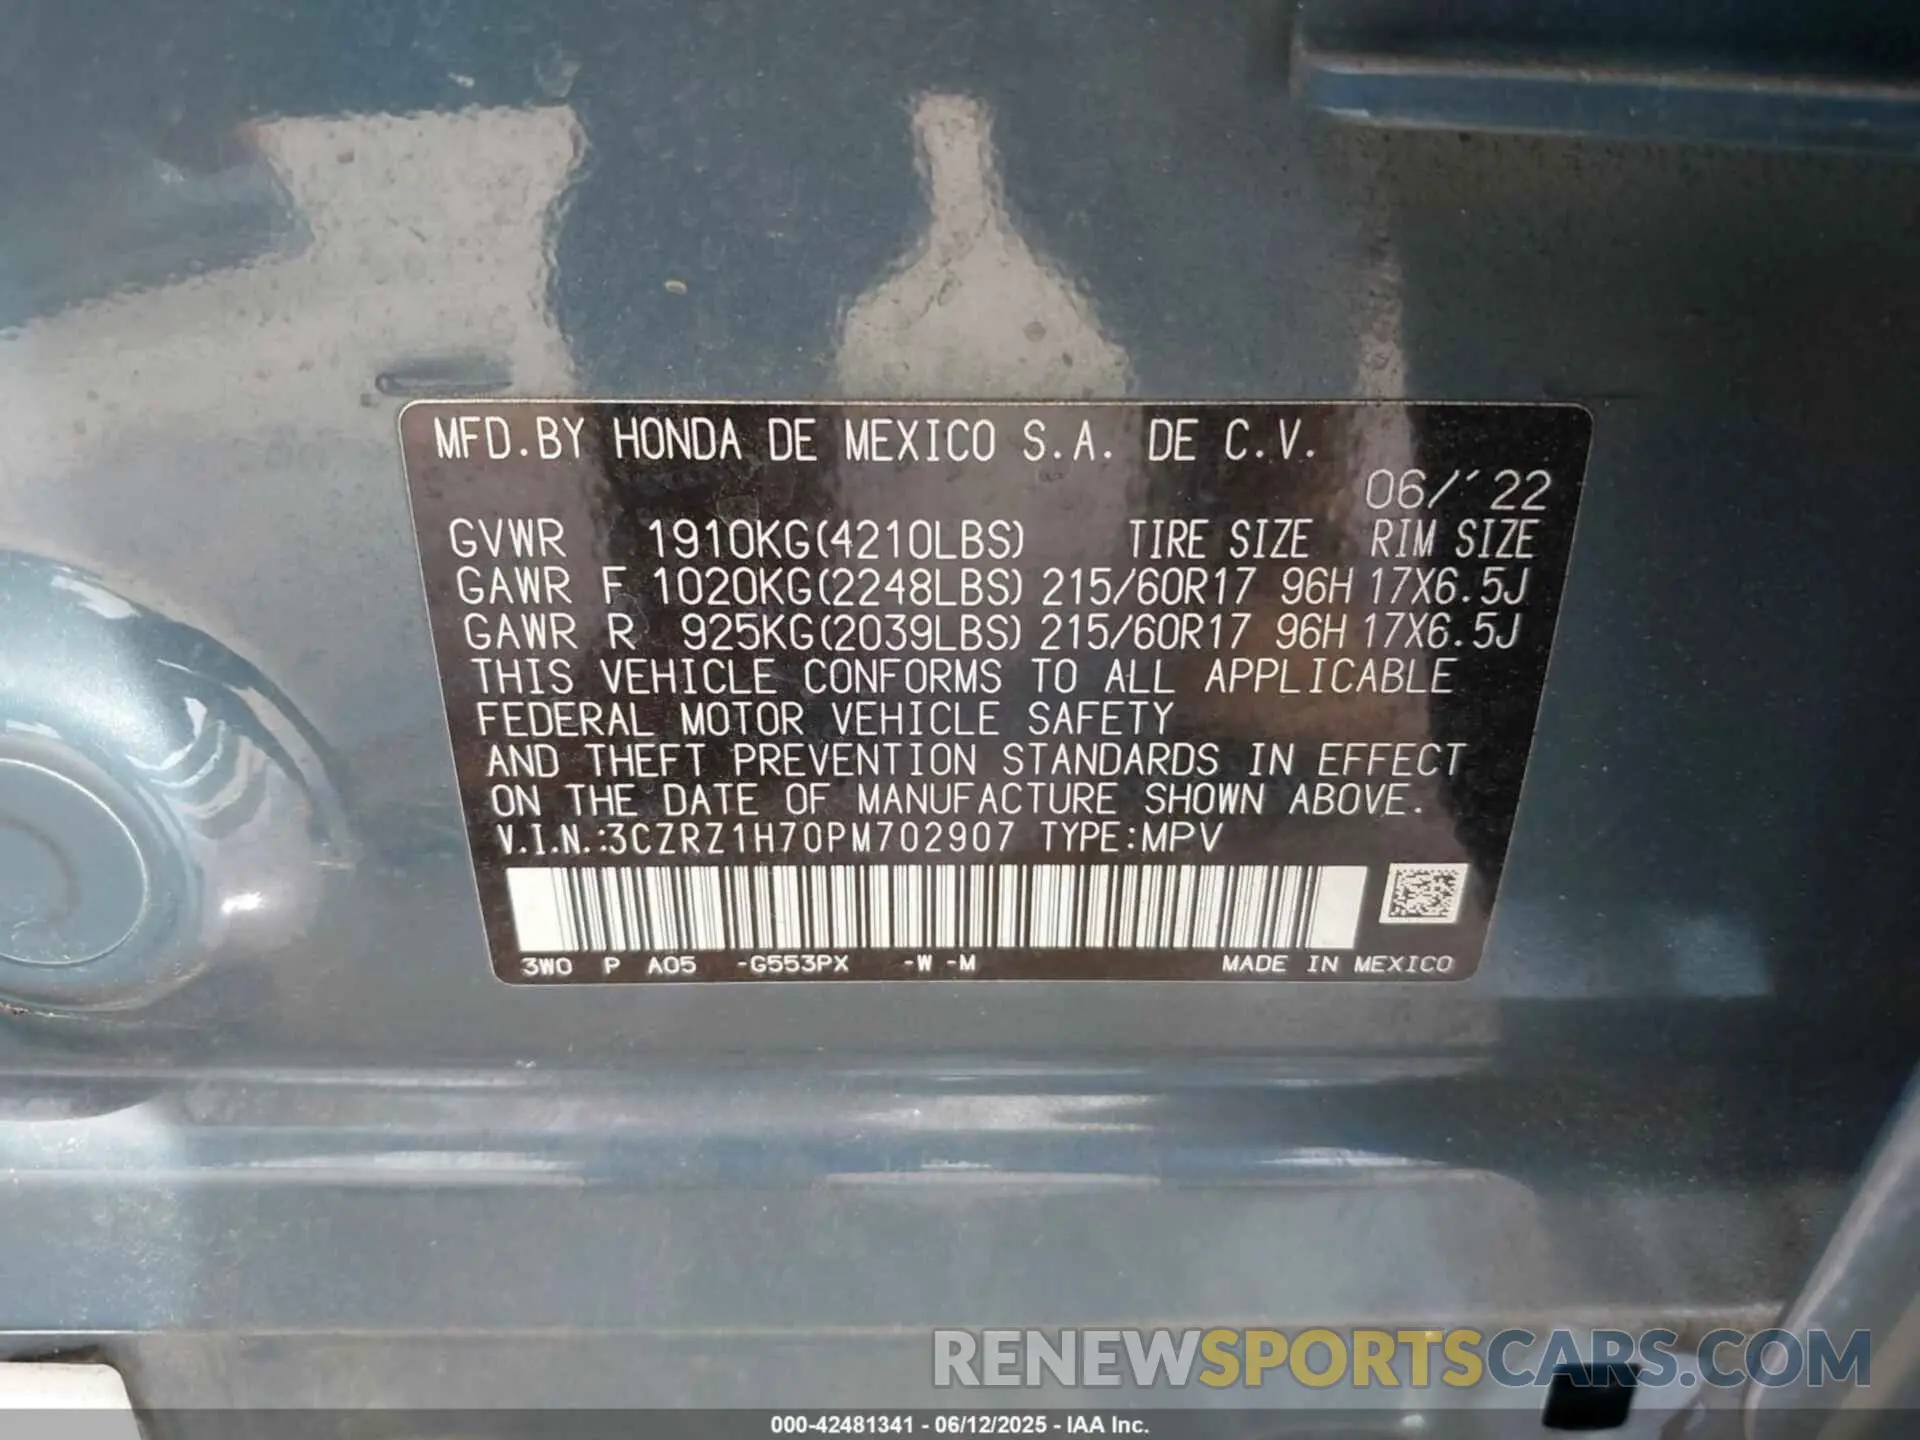 MFD.BY HONDA DE MEXICO S.A. DE C.V.
06/'22
GVWR 1910KG(4210LBS) TIRE SIZE RIM SIZE
GAWR F 1020KG(2248LBS) 215/60R17 96H 17X6.5J
GAWR R 925KG(2039LBS) 215/60R17 96H 17X6.5J
THIS VEHICLE CONFORMS TO ALL APPLICABLE
FEDERAL MOTOR VEHICLE SAFETY
AND THEFT PREVENTION STANDARDS IN EFFECT
ON THE DATE OF MANUFACTURE SHOWN ABOVE.
V.I.N.:3CZRZ1H70PM702907 TYPE:MPV
3W0 P A05 -G553PX -W -M MADE IN MEXICO
RENEWSPORTSCARS.COM
000-42481341 - 06/12/2025 - IAA Inc.